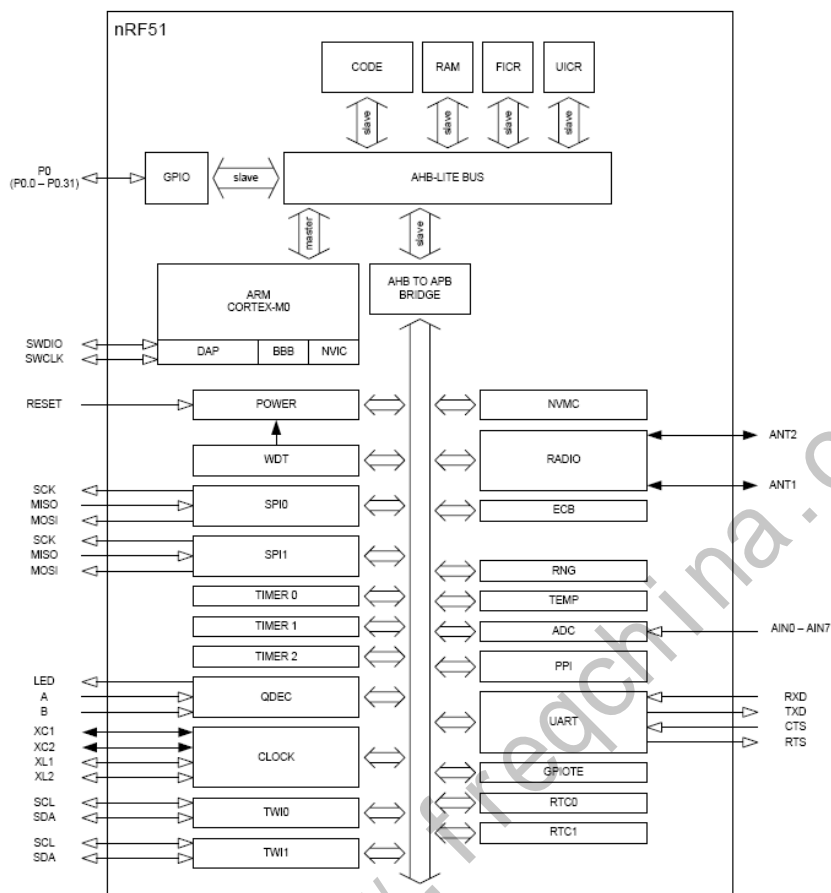 nRF51
CODE
RAM
FICR
UICR
slave
slave
slave
slave
P0
(P0.0 – P0.31)
GPIO
slave
AHB-LITE BUS
master
slave
ARM
CORTEX-M0
AHB TO APB
BRIDGE
SWDIO
SWCLK
DAP
BBB
NVIC
RESET
POWER
NVMC
WDT
RADIO
ANT2
ANT1
SCK
MISO
MOSI
SPI0
ECB
SCK
MISO
MOSI
SPI1
RNG
TIMER 0
TEMP
TIMER 1
ADC
AIN0 – AIN7
TIMER 2
PPI
LED
A
B
QDEC
UART
RXD
TXD
CTS
RTS
XC1
XC2
XL1
XL2
CLOCK
GPIOTE
RTC0
SCL
SDA
TWI0
RTC1
SCL
SDA
TWI1
.freqchina.c